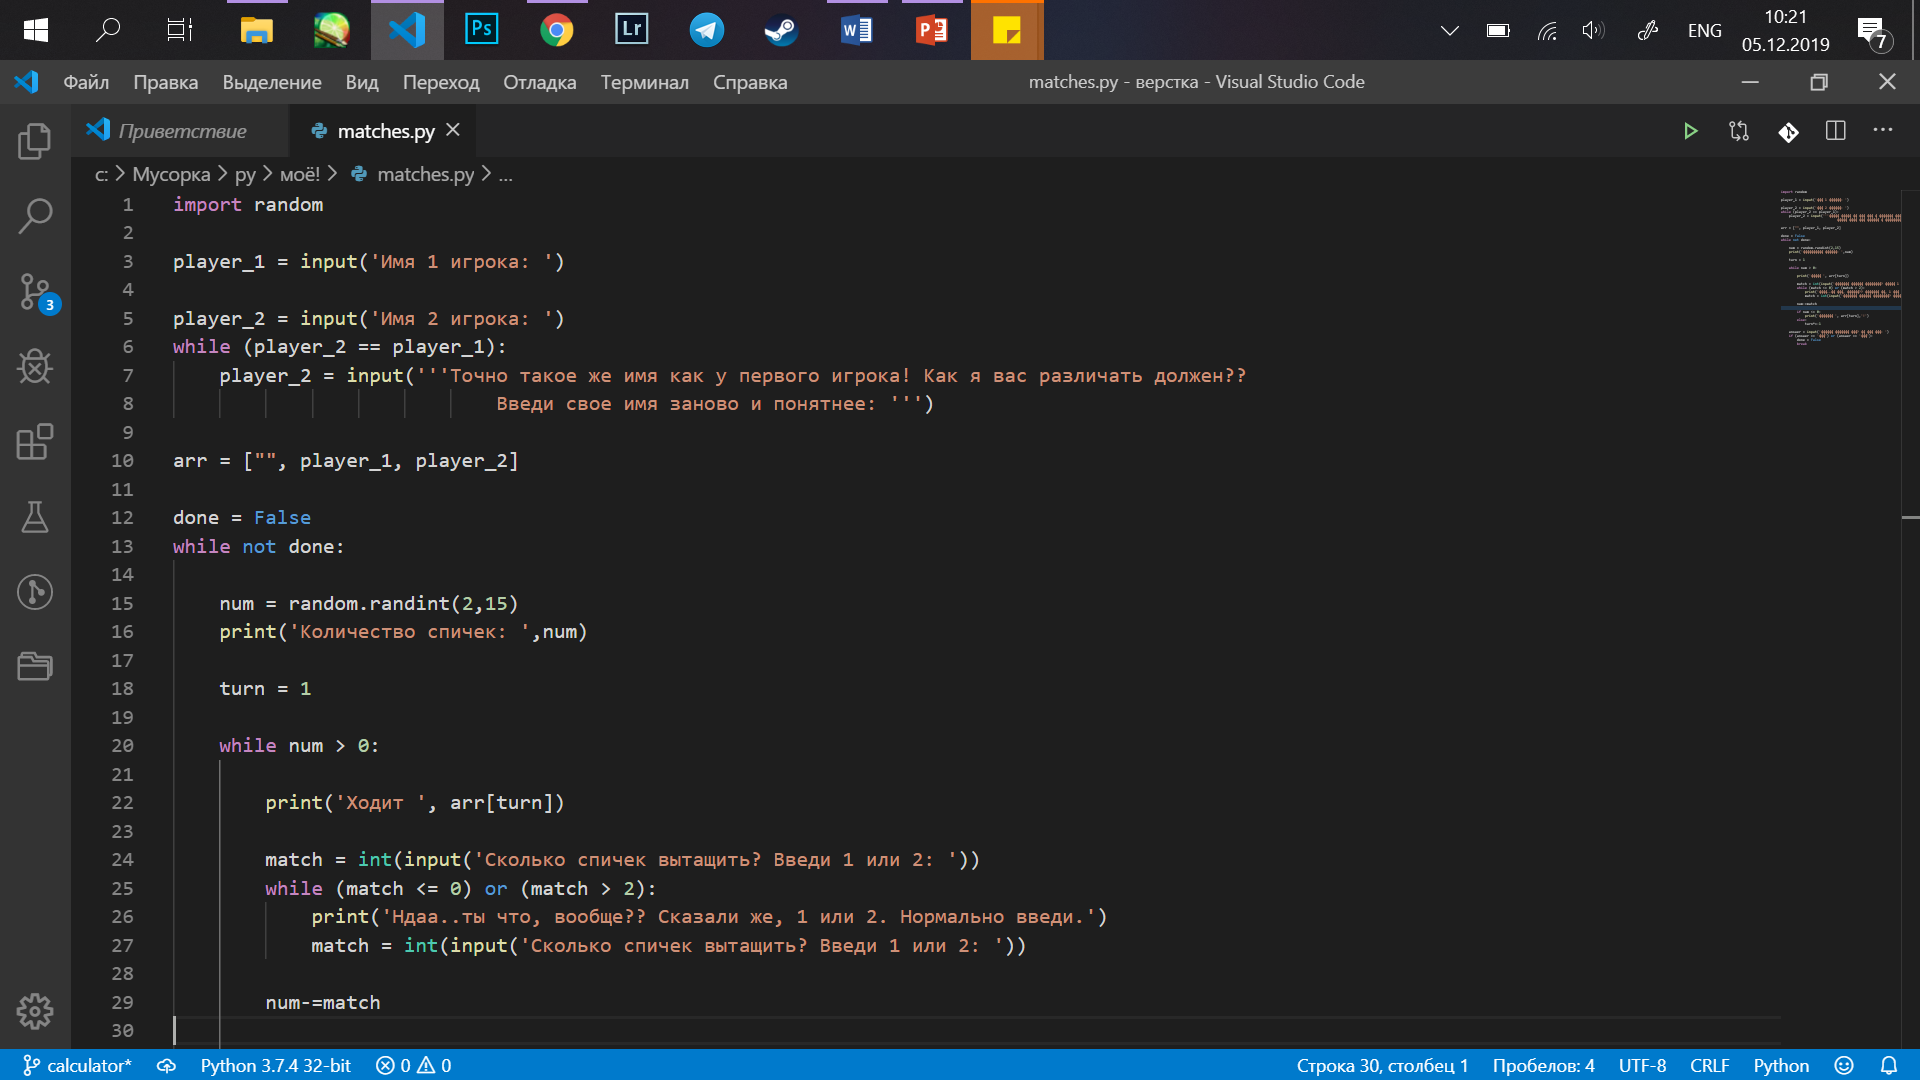 Ps
Lr
ENG
10:21
05.12.2019
7
Файл Правка Выделение Вид Переход Отладка Терминал Справка
matches.py - верстка - Visual Studio Code
Приветствие
matches.py
c: > Мусорка > py > моё! > matches.py > ...
3
1 import random
2
3 player_1 = input('Имя 1 игрока: ')
4
5 player_2 = input('Имя 2 игрока: ')
6 while (player_2 == player_1):
7     player_2 = input('''Точно такое же имя как у первого игрока! Как я вас различать должен??
8                             Введи свое имя заново и понятнее: ''')
9
10 arr = ["", player_1, player_2]
11
12 done = False
13 while not done:
14
15     num = random.randint(2,15)
16     print('Количество спичек: ',num)
17
18     turn = 1
19
20     while num > 0:
21
22         print('Ходит ', arr[turn])
23
24         match = int(input('Сколько спичек вытащить? Введи 1 или 2: '))
25         while (match <= 0) or (match > 2):
26             print('Ндаа..ты что, вообще?? Сказали же, 1 или 2. Нормально введи.')
27             match = int(input('Сколько спичек вытащить? Введи 1 или 2: '))
28
29         num-=match
30
calculator* Python 3.7.4 32-bit 0 0
Строка 30, столбец 1 Пробелов: 4 UTF-8 CRLF Python